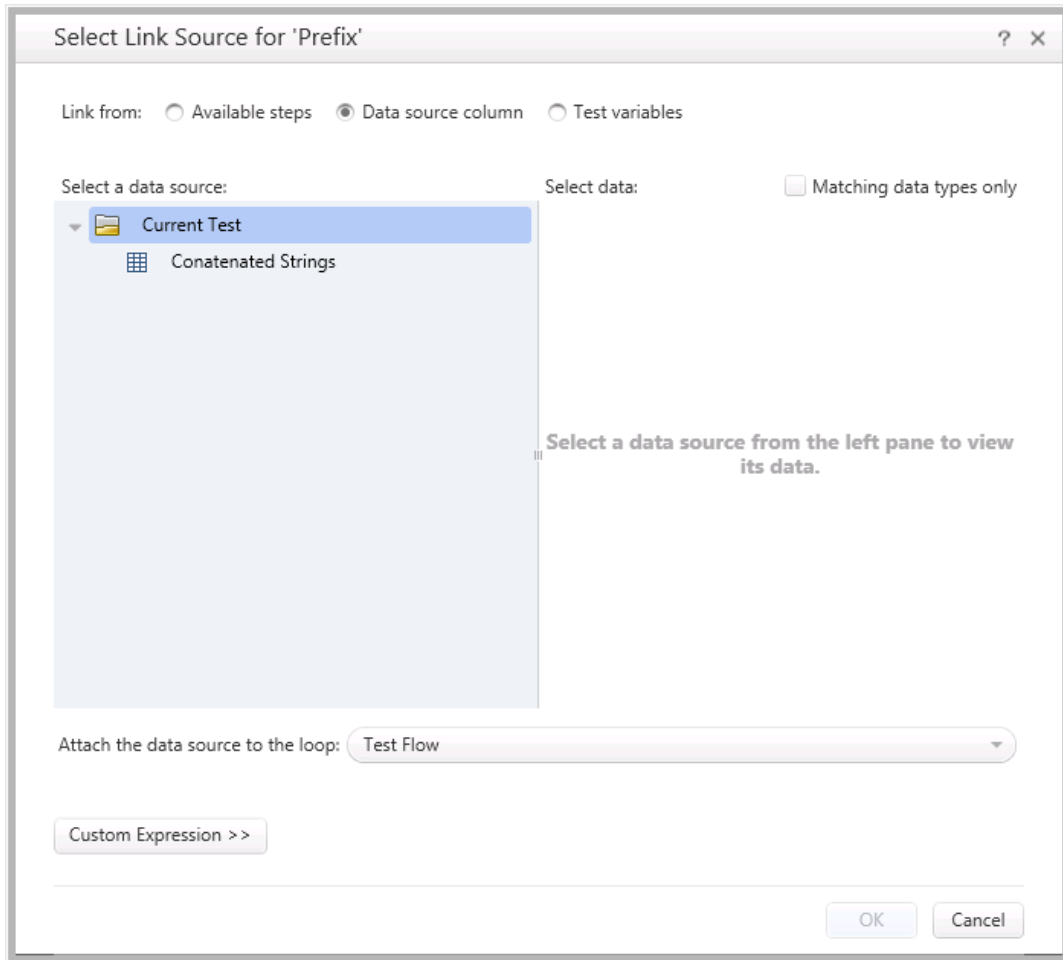 Select Link Source for 'Prefix'
? ×
Link from: Available steps Data source column Test variables
Select a data source: Select data: Matching data types only
Current Test
Conatenated Strings
Select a data source from the left pane to view
its data.
Attach the data source to the loop: Test Flow
Custom Expression >>
OK Cancel